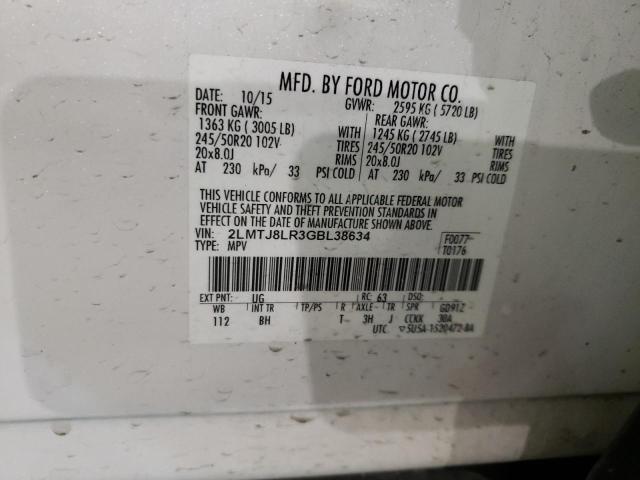 MFD. BY FORD MOTOR CO.
DATE: 10/15 GVWR: 2595 KG ( 5720 LB)
FRONT GAWR: REAR GAWR:
1363 KG ( 3005 LB) WITH 1245 KG ( 2745 LB) WITH
245/50R20 102V TIRES 245/50R20 102V TIRES
20x8.0J RIMS 20x8.0J RIMS
AT 230 kPa/ 33 PSI COLD AT 230 kPa/ 33 PSI COLD
THIS VEHICLE CONFORMS TO ALL APPLICABLE FEDERAL MOTOR
VEHICLE SAFETY AND THEFT PREVENTION STANDARDS IN
EFFECT ON THE DATE OF MANUFACTURE SHOWN ABOVE.
VIN: 2LMTJ8LR3GBL38634 F0077
TYPE: MPV T0176
EXT PNT: UG RC: 63 DSO:
WB INT TR TP/PS R AXLE TR SPR GD91Z
112 BH T 3H J CCKK 30A
UTC ▽5U5A-1520472-BA